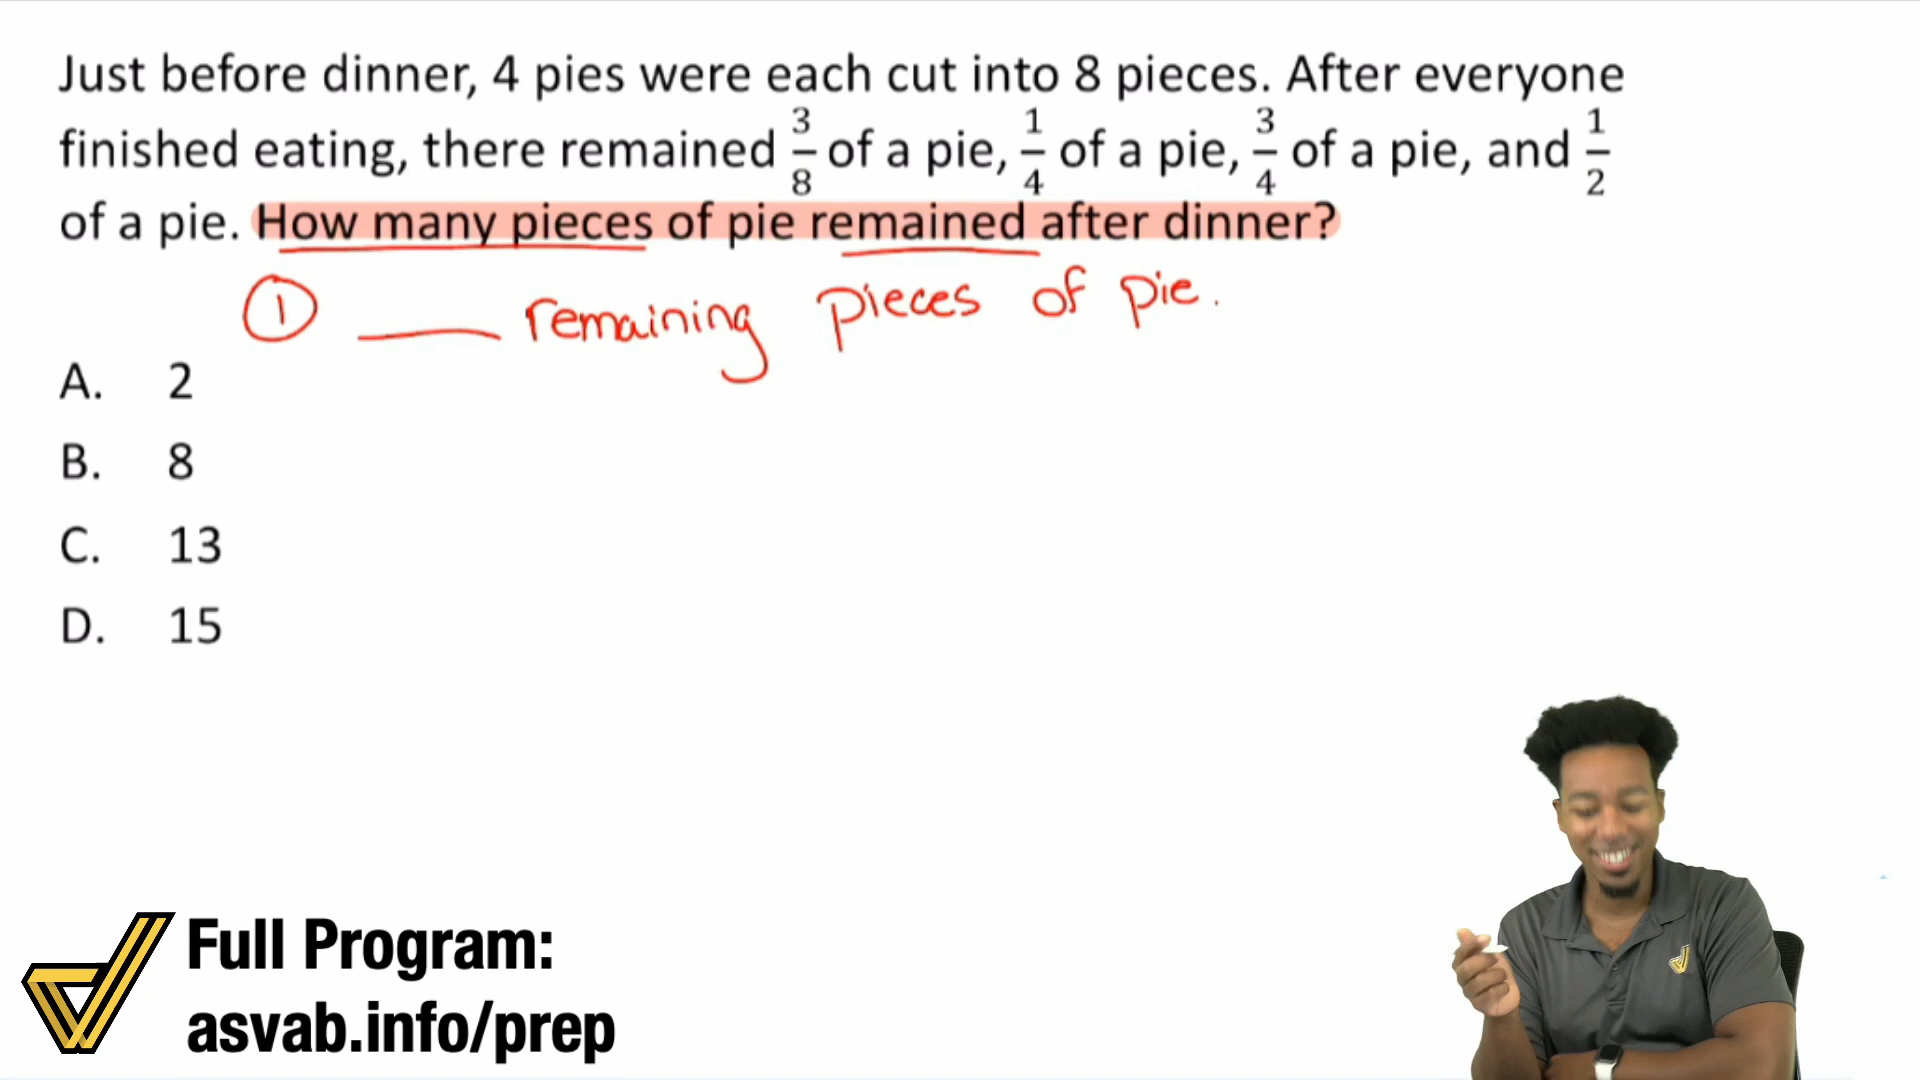 Just before dinner, 4 pies were each cut into 8 pieces. After everyone
finished eating, there remained 3/8 of a pie, 1/4 of a pie, 3/4 of a pie, and 1/2
of a pie. How many pieces of pie remained after dinner?
① ____ remaining pieces of pie.
A. 2
B. 8
C. 13
D. 15
Full Program:
asvab.info/prep